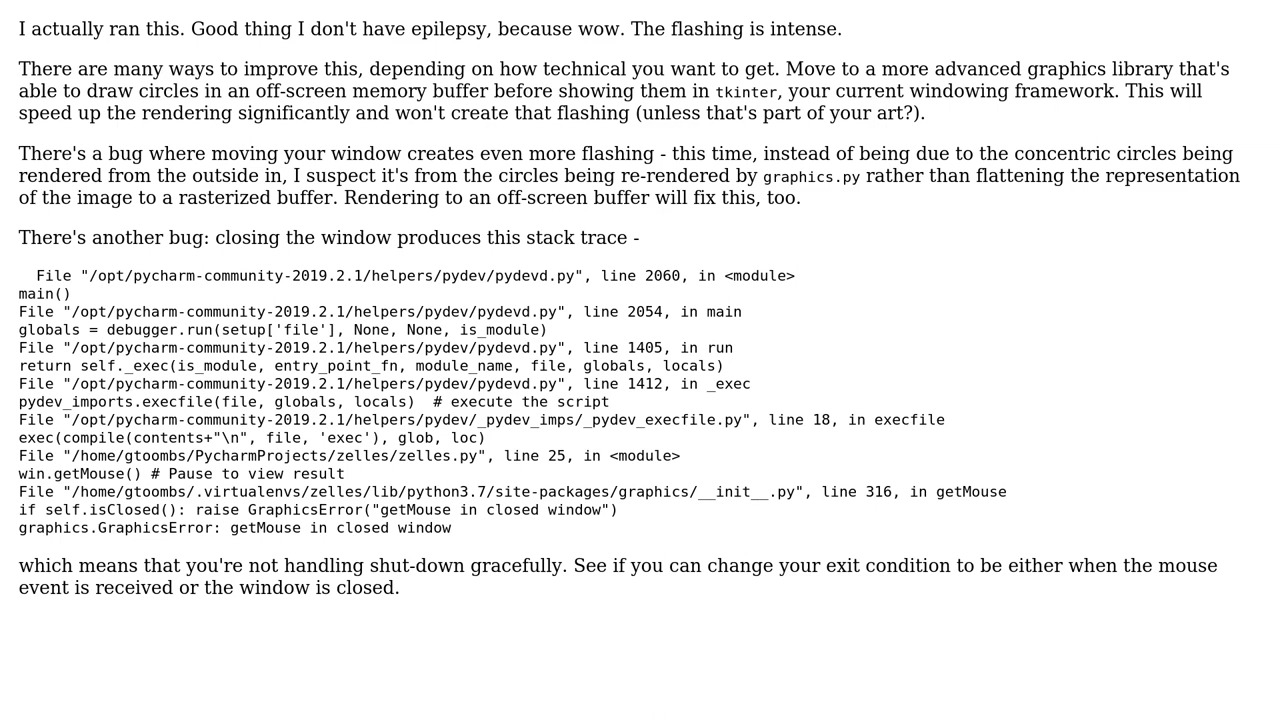 I actually ran this. Good thing I don't have epilepsy, because wow. The flashing is intense.
There are many ways to improve this, depending on how technical you want to get. Move to a more advanced graphics library that's
able to draw circles in an off-screen memory buffer before showing them in tkinter, your current windowing framework. This will
speed up the rendering significantly and won't create that flashing (unless that's part of your art?).
There's a bug where moving your window creates even more flashing - this time, instead of being due to the concentric circles being
rendered from the outside in, I suspect it's from the circles being re-rendered by graphics.py rather than flattening the representation
of the image to a rasterized buffer. Rendering to an off-screen buffer will fix this, too.
There's another bug: closing the window produces this stack trace -
  File "/opt/pycharm-community-2019.2.1/helpers/pydev/pydevd.py", line 2060, in <module>
main()
File "/opt/pycharm-community-2019.2.1/helpers/pydev/pydevd.py", line 2054, in main
globals = debugger.run(setup['file'], None, None, is_module)
File "/opt/pycharm-community-2019.2.1/helpers/pydev/pydevd.py", line 1405, in run
return self._exec(is_module, entry_point_fn, module_name, file, globals, locals)
File "/opt/pycharm-community-2019.2.1/helpers/pydev/pydevd.py", line 1412, in _exec
pydev_imports.execfile(file, globals, locals)  # execute the script
File "/opt/pycharm-community-2019.2.1/helpers/pydev/_pydev_imps/_pydev_execfile.py", line 18, in execfile
exec(compile(contents+"\n", file, 'exec'), glob, loc)
File "/home/gtoombs/PycharmProjects/zelles/zelles.py", line 25, in <module>
win.getMouse() # Pause to view result
File "/home/gtoombs/.virtualenvs/zelles/lib/python3.7/site-packages/graphics/__init__.py", line 316, in getMouse
if self.isClosed(): raise GraphicsError("getMouse in closed window")
graphics.GraphicsError: getMouse in closed window
which means that you're not handling shut-down gracefully. See if you can change your exit condition to be either when the mouse
event is received or the window is closed.